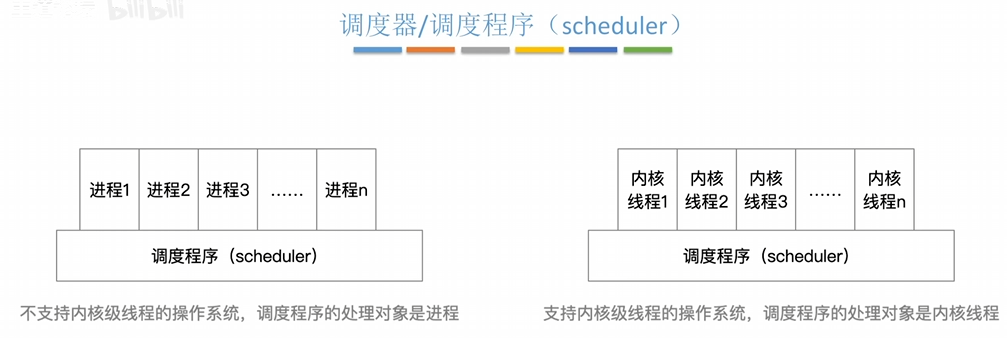 bilibili
调度器/调度程序（scheduler）
进程1 进程2 进程3 …… 进程n
调度程序（scheduler）
不支持内核级线程的操作系统，调度程序的处理对象是进程
内核 内核 内核 内核
线程1 线程2 线程3 …… 线程n
调度程序（scheduler）
支持内核级线程的操作系统，调度程序的处理对象是内核线程